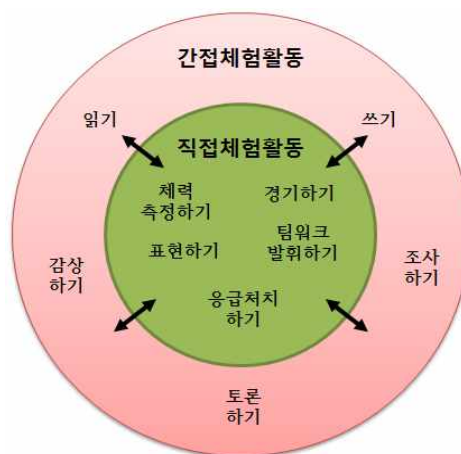 간접체험활동
읽기
쓰기
직접체험활동
체력
측정하기
경기하기
표현하기
팀워크
발휘하기
감상
하기
조사
하기
응급처치
하기
토론
하기